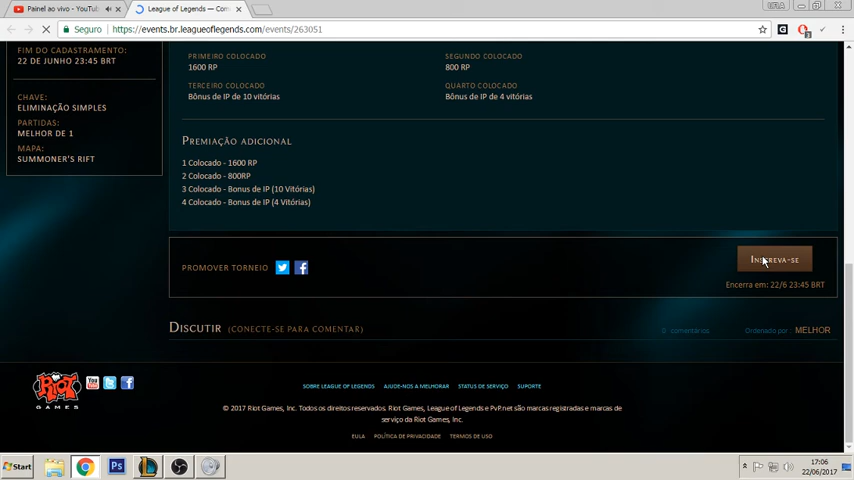 Painel ao vivo - YouTu
League of Legends — Com
Seguro
https://events.br.leagueoflegends.com/events/263051
FIM DO CADASTRAMENTO:
22 DE JUNHO 23:45 BRT
CHAVE:
ELIMINAÇÃO SIMPLES
PARTIDAS:
MELHOR DE 1
MAPA:
SUMMONER'S RIFT
PRIMEIRO COLOCADO
1600 RP
SEGUNDO COLOCADO
800 RP
TERCEIRO COLOCADO
Bônus de IP de 10 vitórias
QUARTO COLOCADO
Bônus de IP de 4 vitórias
PREMIAÇÃO ADICIONAL
1 Colocado - 1600 RP
2 Colocado - 800RP
3 Colocado - Bonus de IP (10 Vitórias)
4 Colocado - Bonus de IP (4 Vitórias)
PROMOVER TORNEIO
INSCREVA-SE
Encerra em: 22/6 23:45 BRT
DISCUTIR (CONECTE-SE PARA COMENTAR)
0 comentários
Ordenado por: MELHOR
RIOT GAMES
You Tube
SOBRE LEAGUE OF LEGENDS
AJUDE-NOS A MELHORAR
STATUS DE SERVIÇO
SUPORTE
© 2017 Riot Games, Inc. Todos os direitos reservados. Riot Games, League of Legends e PvP.net são marcas registradas e marcas de
serviço da Riot Games, Inc.
EULA
POLÍTICA DE PRIVACIDADE
TERMOS DE USO
Start
Ps
17:06
22/06/2017